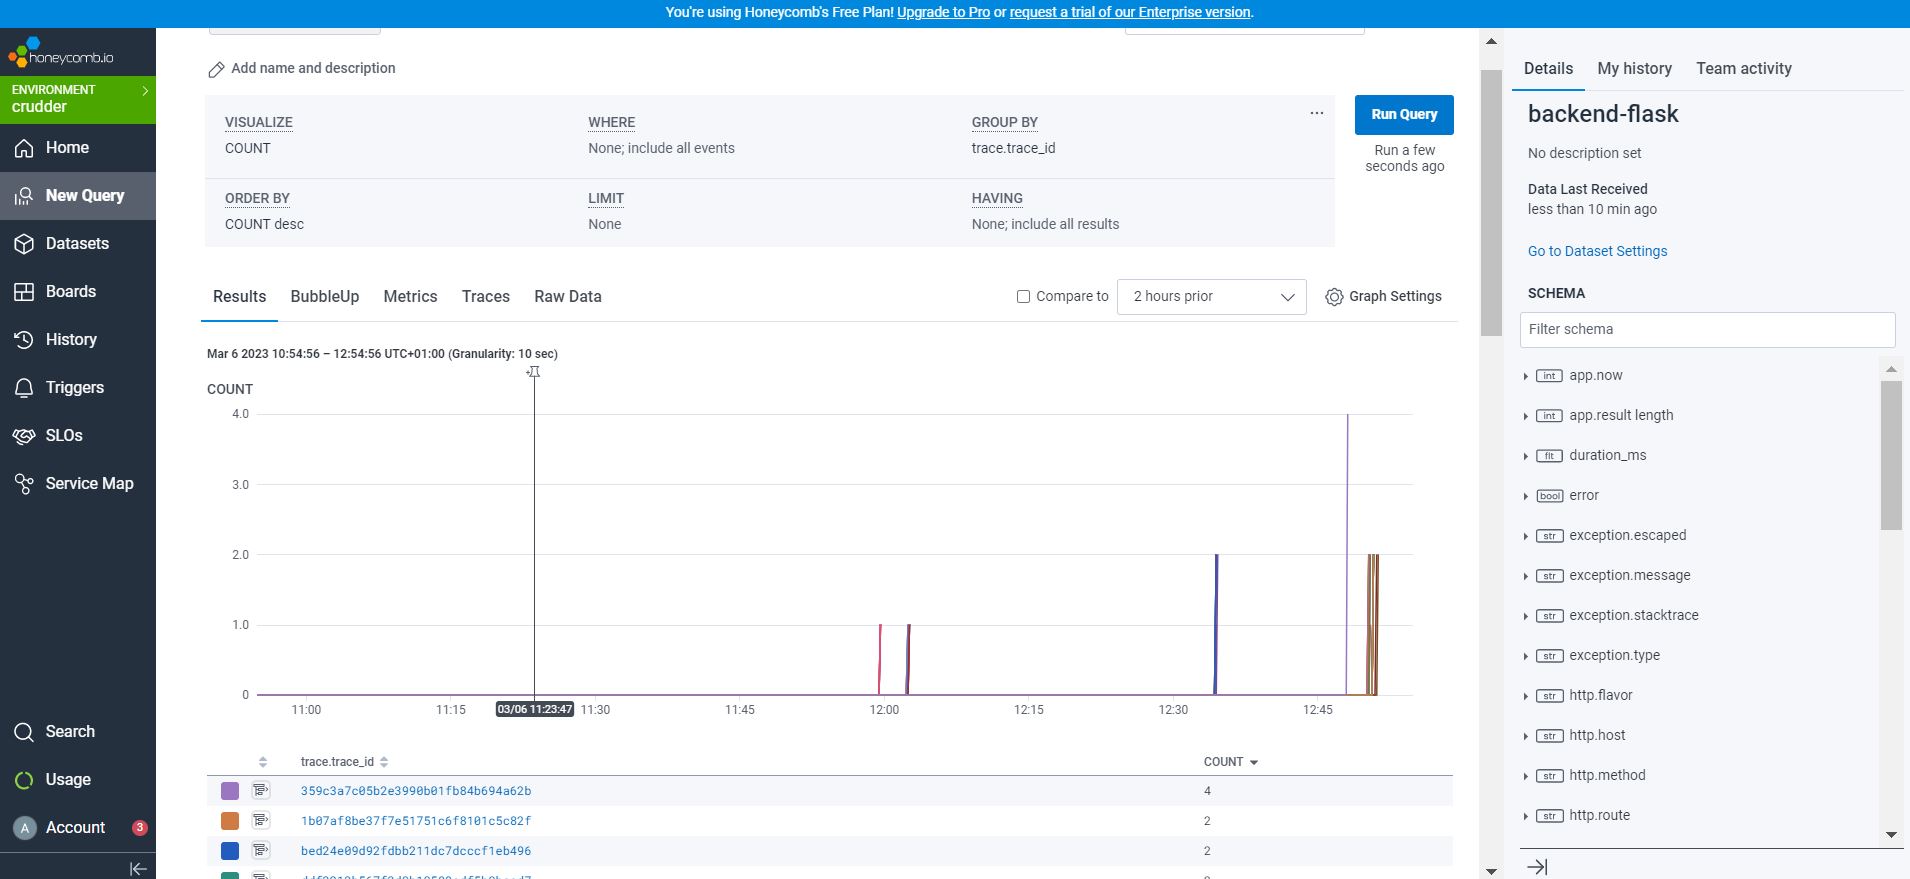 You're using Honeycomb's Free Plan! Upgrade to Pro or request a trial of our Enterprise version.
honeycomb.io
ENVIRONMENT
crudder
Home
New Query
Datasets
Boards
History
Triggers
SLOs
Service Map
Search
Usage
A Account 3
Add name and description
VISUALIZE WHERE GROUP BY
COUNT None; include all events trace.trace_id
ORDER BY LIMIT HAVING
COUNT desc None None; include all results
Run Query
Run a few
seconds ago
Results BubbleUp Metrics Traces Raw Data
Compare to 2 hours prior Graph Settings
Mar 6 2023 10:54:56 – 12:54:56 UTC+01:00 (Granularity: 10 sec)
COUNT
4.0
3.0
2.0
1.0
0
11:00 11:15 03/06 11:23:47 11:30 11:45 12:00 12:15 12:30 12:45
trace.trace_id COUNT
359c3a7c05b2e3990b01fb84b694a62b 4
1b07af8be37f7e51751c6f8101c5c82f 2
bed24e09d92fdbb211dc7dcccf1eb496 2
Details My history Team activity
backend-flask
No description set
Data Last Received
less than 10 min ago
Go to Dataset Settings
SCHEMA
Filter schema
int app.now
int app.result length
flt duration_ms
bool error
str exception.escaped
str exception.message
str exception.stacktrace
str exception.type
str http.flavor
str http.host
str http.method
str http.route